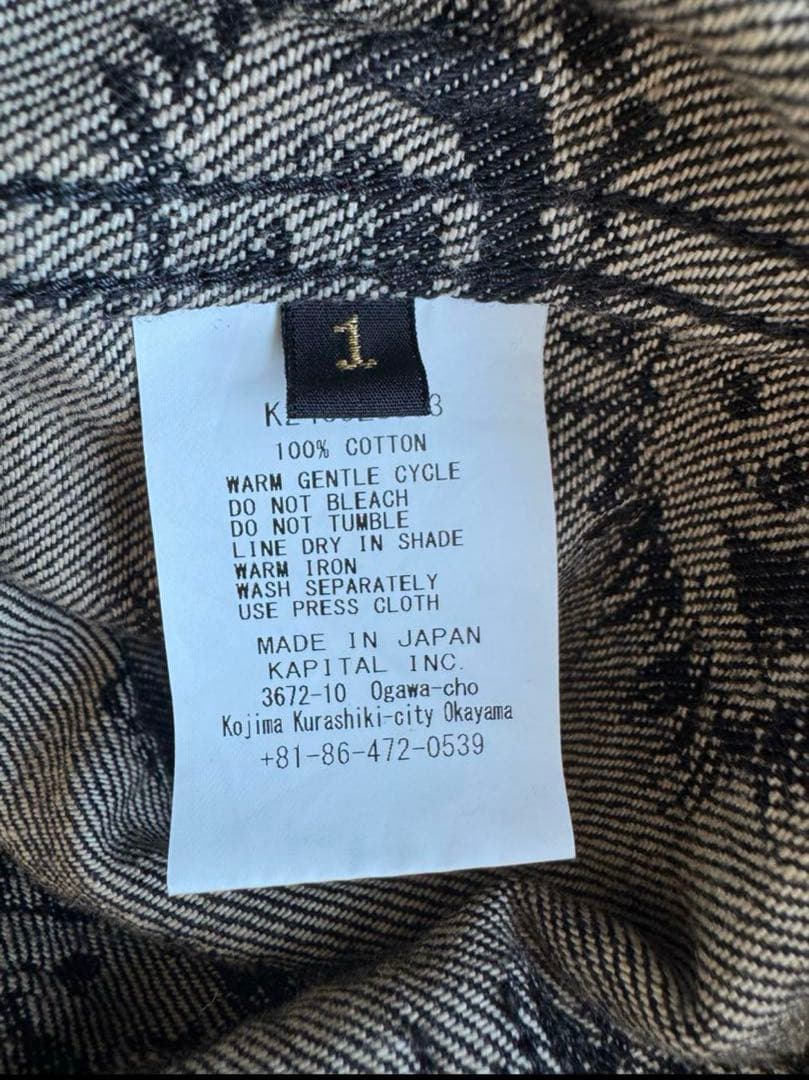 1
100% COTTON
WARM GENTLE CYCLE
DO NOT BLEACH
DO NOT TUMBLE
LINE DRY IN SHADE
WARM IRON
WASH SEPARATELY
USE PRESS CLOTH
MADE IN JAPAN
KAPITAL INC.
3672-10 Ogawa-cho
Kojima Kurashiki-city Okayama
+81-86-472-0539